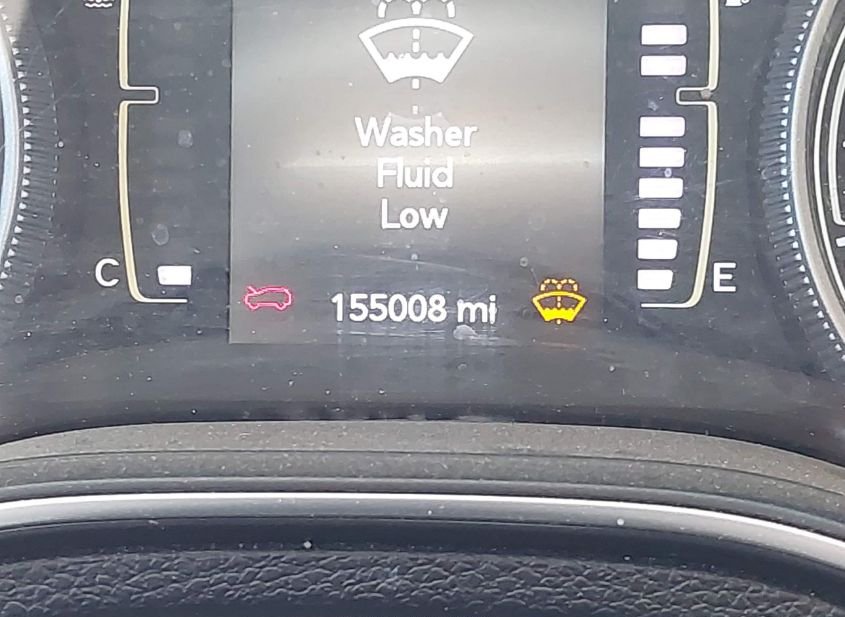 Washer
Fluid
Low
C
E
155008 mi